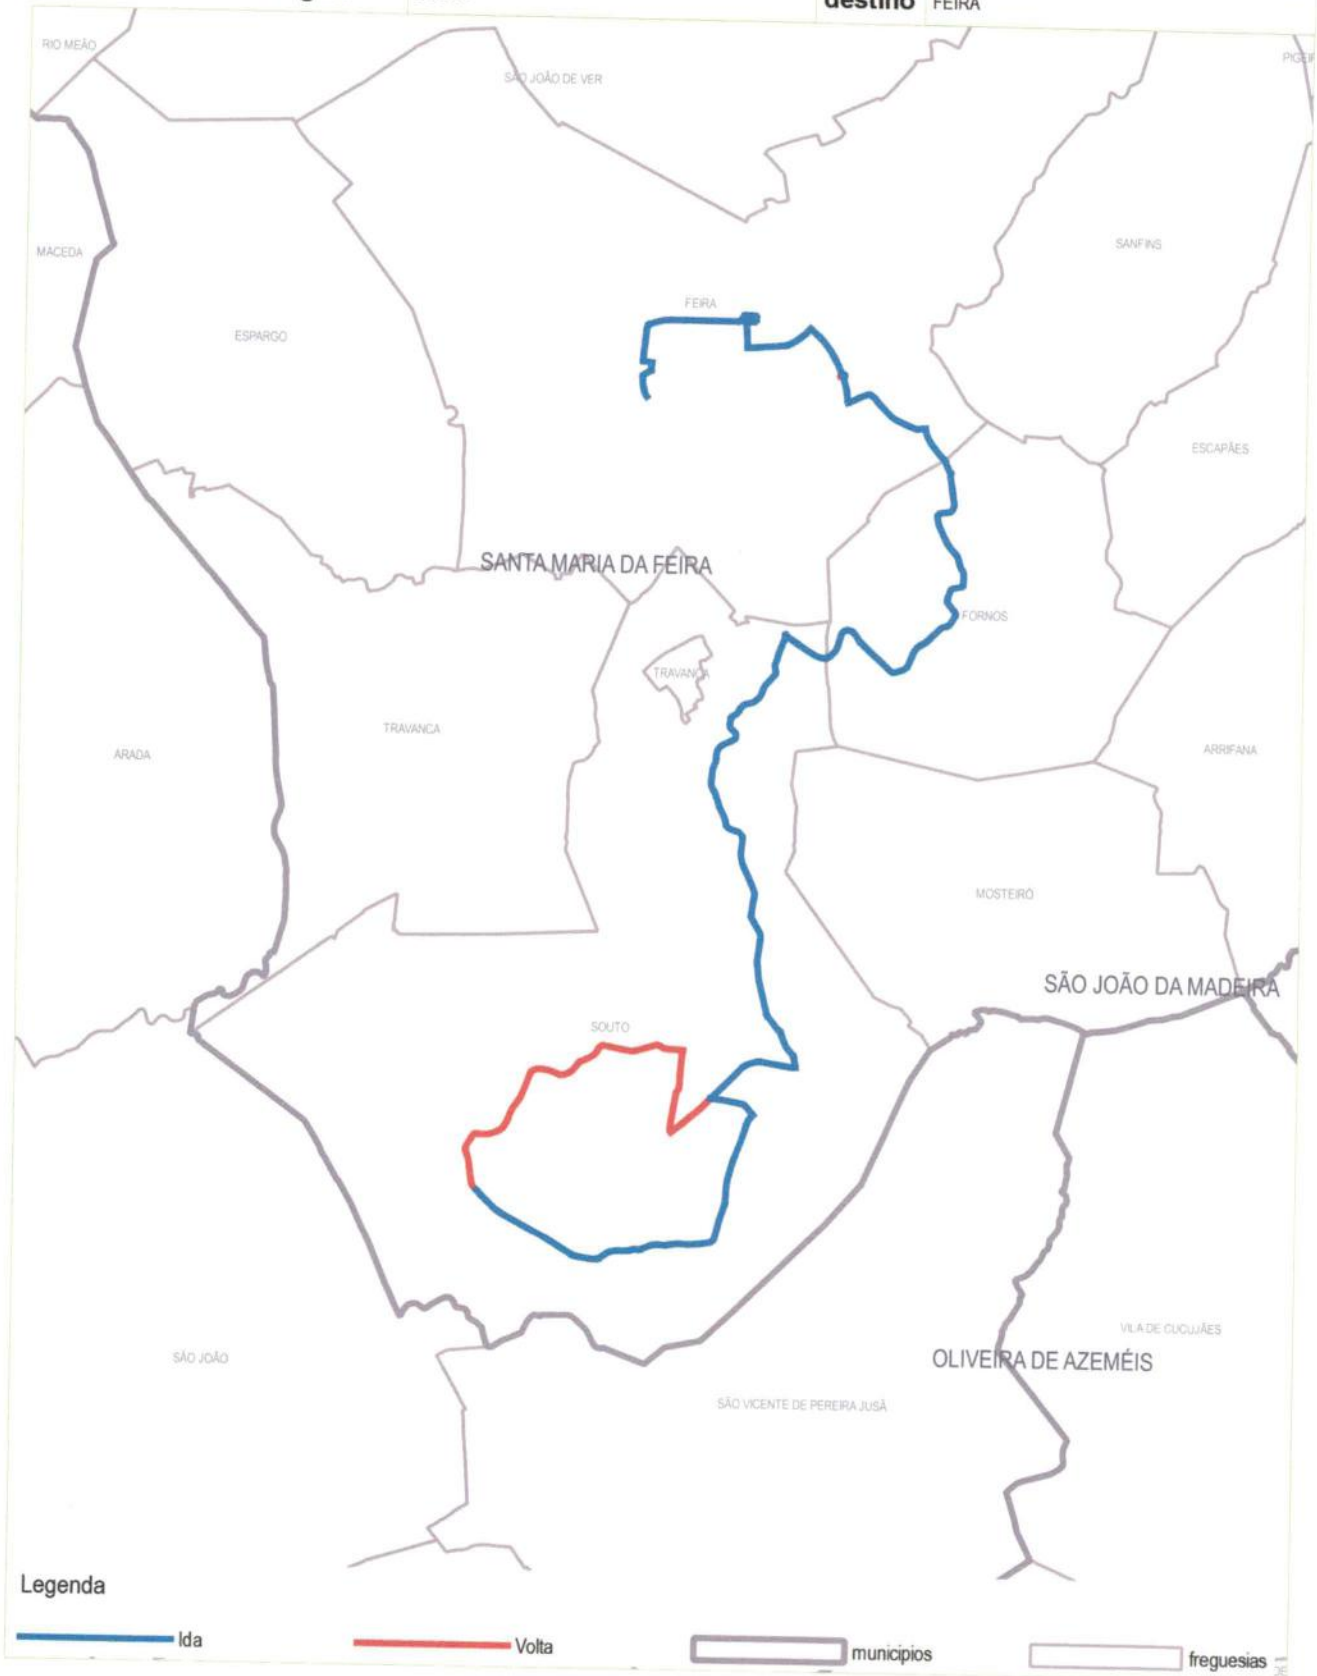 destino FEIRA
RIO MEÃO
SÃO JOÃO DE VER
MACEDA
SANFINS
FEIRA
ESPARGO
ESCAPÃES
SANTA MARIA DA FEIRA
FORNOS
TRAVANCA
TRAVANCA
ARADA
ARRIFANA
MOSTEIRÓ
SÃO JOÃO DA MADEIRA
SOUTO
VILA DE CUCUJÃES
SÃO JOÃO
OLIVEIRA DE AZEMÉIS
SÃO VICENTE DE PEREIRA JUSÃ
Legenda
Ida
Volta
municipios
freguesias